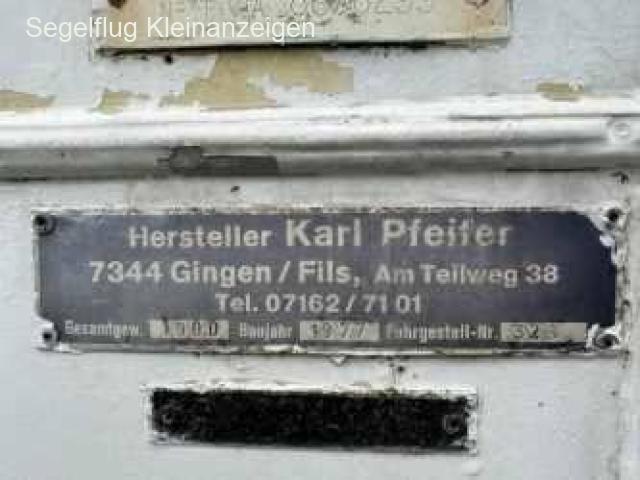 Segelflug Kleinanzeigen
Hersteller Karl Pfeifer
7344 Gingen / Fils, Am Teilweg 38
Tel. 07162 / 71 01
Gesamtgew. Baujahr 1977 Fahrgestell-Nr.